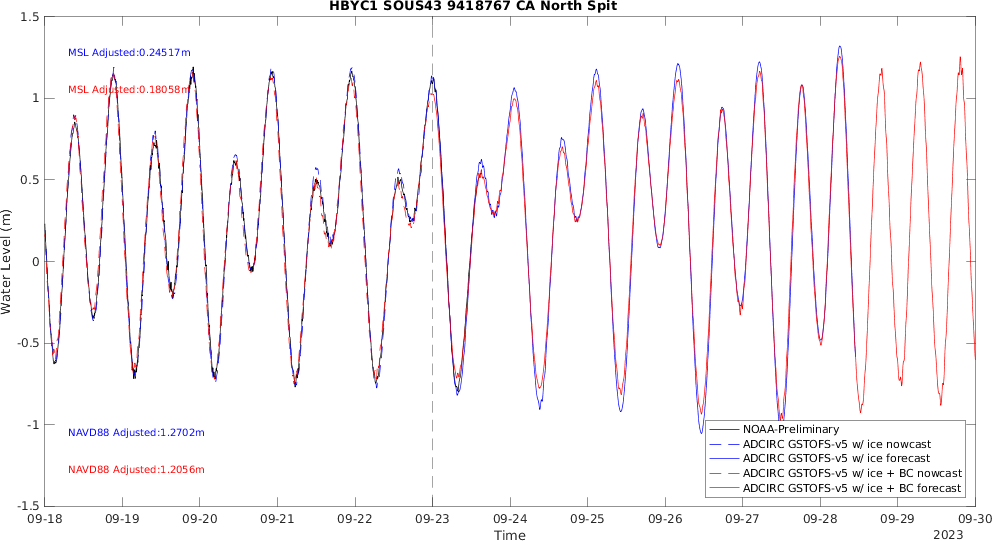 HBYC1 SOUS43 9418767 CA North Spit
1.5
1
0.5
0
-0.5
-1
-1.5
Water Level (m)
MSL Adjusted:0.24517m
MSL Adjusted:0.18058m
NAVD88 Adjusted:1.2702
NAVD88 Adjusted:1.2056
NOAA-Preliminary
ADCIRC GSTOFS-v5 w/ ice nowcast
ADCIRC GSTOFS-v5 w/ ice forecast
ADCIRC GSTOFS-v5 w/ ice + BC nowcast
ADCIRC GSTOFS-v5 w/ ice + BC forecast
09-18 09-19 09-20 09-21 09-22 09-23 09-24 09-25 09-26 09-27 09-28 09-29 09-30
Time
2023